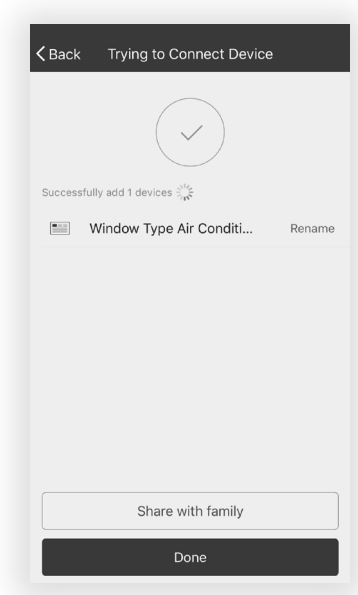 Back Trying to Connect Device
Successfully add 1 devices
Window Type Air Conditi... Rename
Share with family
Done